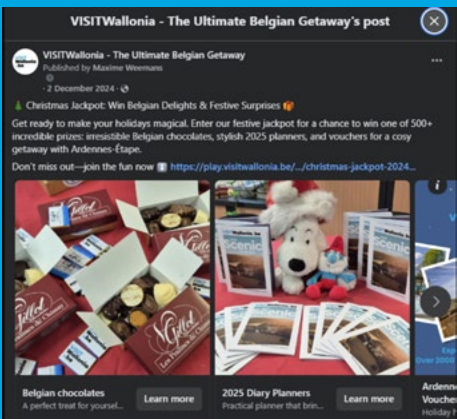 VISITWallonia - The Ultimate Belgian Getaway's post
VISITWallonia - The Ultimate Belgian Getaway
Published by Maxime Weemans
· 2 December 2024 ·
🎄 Christmas Jackpot: Win Belgian Delights & Festive Surprises 🎁
Get ready to make your holidays magical. Enter our festive jackpot for a chance to win one of 500+
incredible prizes: irresistible Belgian chocolates, stylish 2025 planners, and vouchers for a cosy
getaway with Ardennes-Étape.
Don't miss out—join the fun now ⬇️ https://play.visitwallonia.be/.../christmas-jackpot-2024...
Belgian chocolates
A perfect treat for yoursel...
Learn more
2025 Diary Planners
Practical planner that brin...
Learn more
Ardenn
Vouche
Holiday
Over 2000